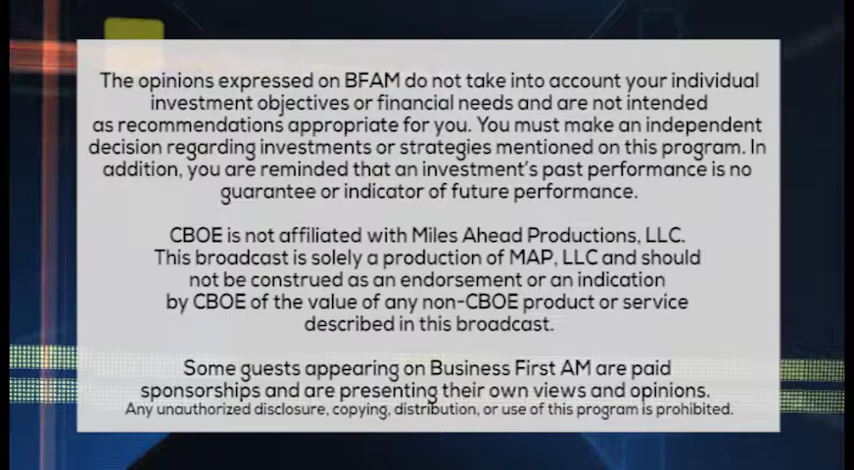 The opinions expressed on BFAM do not take into account your individual
investment objectives or financial needs and are not intended
as recommendations appropriate for you. You must make an independent
decision regarding investments or strategies mentioned on this program. In
addition, you are reminded that an investment's past performance is no
guarantee or indicator of future performance.
CBOE is not affiliated with Miles Ahead Productions, LLC.
This broadcast is solely a production of MAP, LLC and should
not be construed as an endorsement or an indication
by CBOE of the value of any non-CBOE product or service
described in this broadcast.
Some guests appearing on Business First AM are paid
sponsorships and are presenting their own views and opinions.
Any unauthorized disclosure, copying, distribution, or use of this program is prohibited.